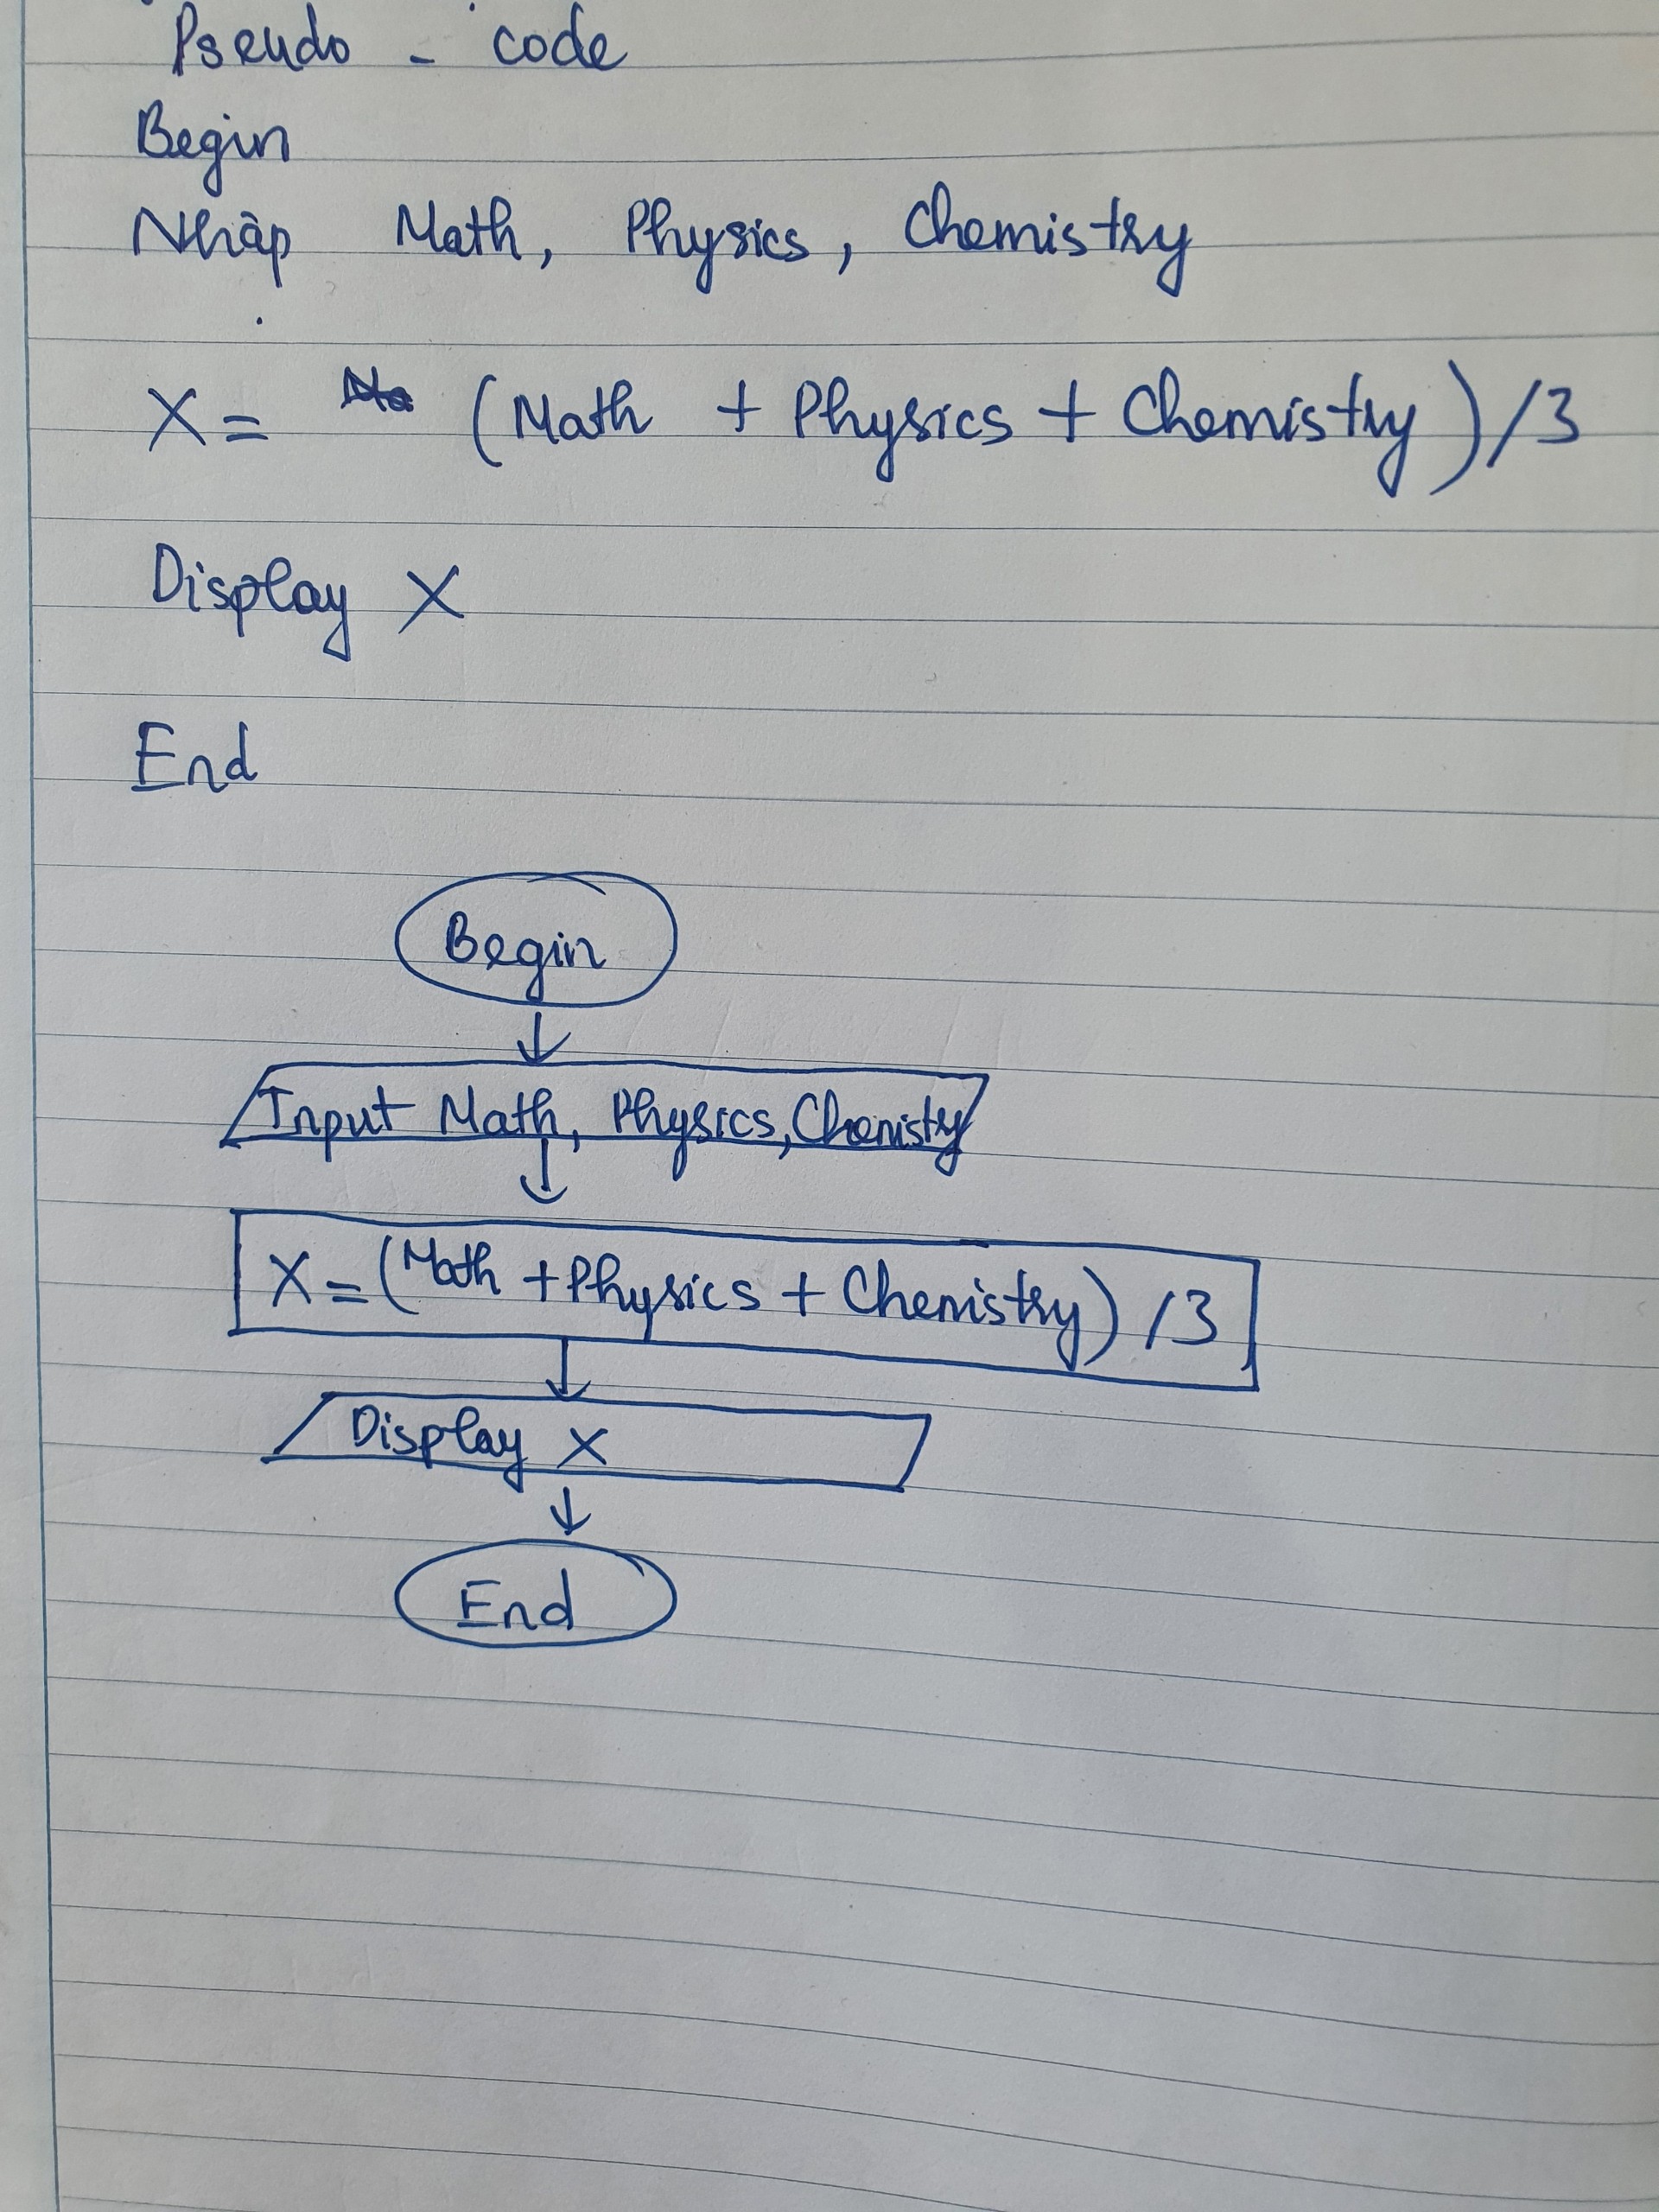 Pseudo - code
Begin
Nhập Math, Physics, Chemistry
X = (Math + Physics + Chemistry) /3
Display X
End
Begin
Input Math, Physics, Chemistry
X = (Math + Physics + Chemistry) /3
Display X
End